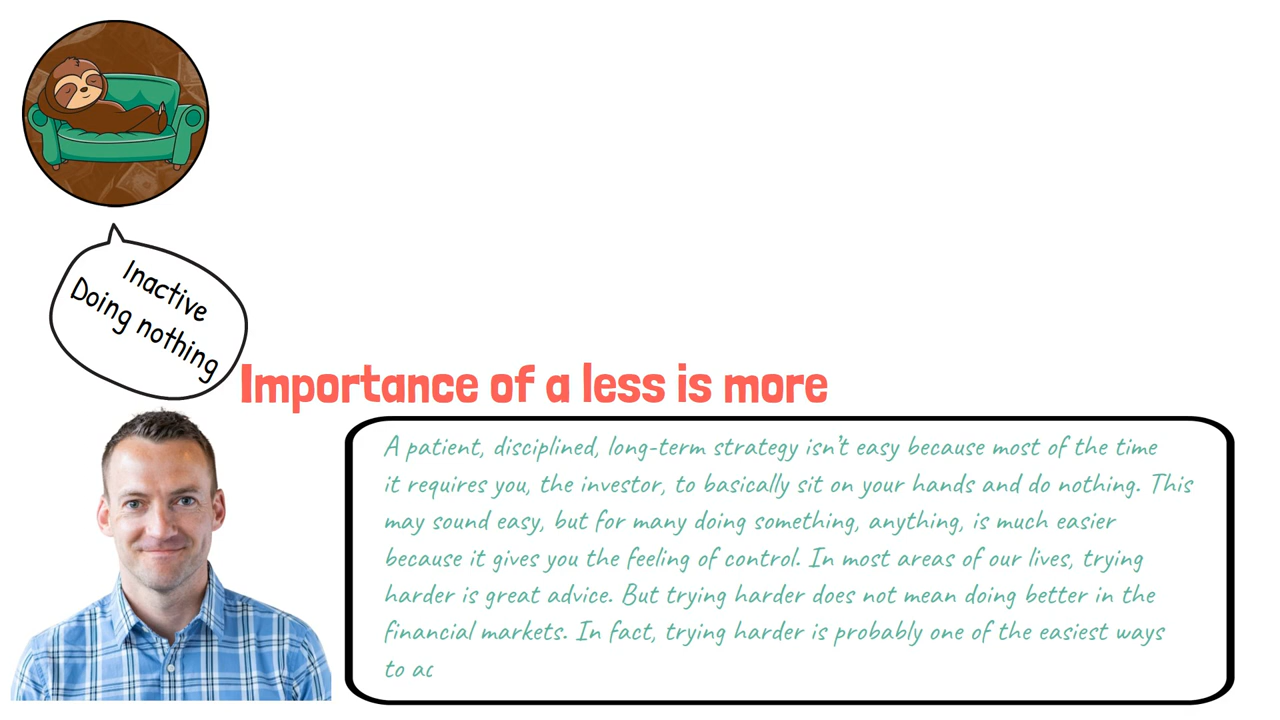 Inactive
Doing nothing
Importance of a less is more
A patient, disciplined, long-term strategy isn't easy because most of the time
it requires you, the investor, to basically sit on your hands and do nothing. This
may sound easy, but for many doing something, anything, is much easier
because it gives you the feeling of control. In most areas of our lives, trying
harder is great advice. But trying harder does not mean doing better in the
financial markets. In fact, trying harder is probably one of the easiest ways
to ac